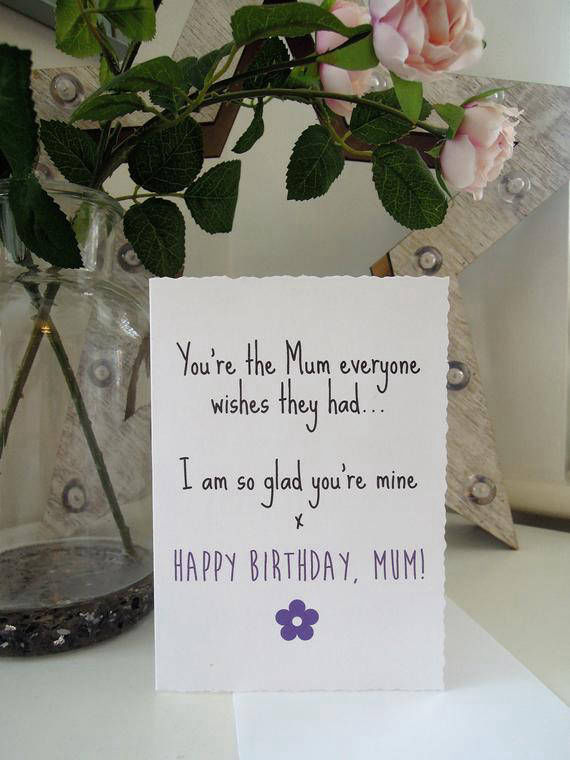 You're the Mum everyone
wishes they had...
I am so glad you're mine
x
HAPPY BIRTHDAY, MUM!